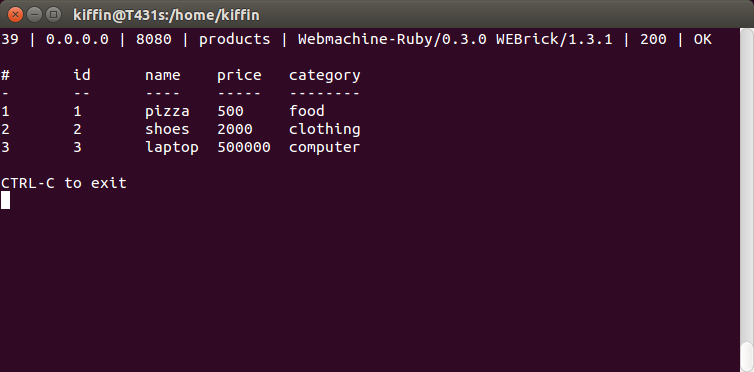 kiffin@T431s:/home/kiffin
39 | 0.0.0.0 | 8080 | products | Webmachine-Ruby/0.3.0 WEBrick/1.3.1 | 200 | OK
#       id      name    price   category
-       --      ----    -----   --------
1       1       pizza   500     food
2       2       shoes   2000    clothing
3       3       laptop  500000  computer
CTRL-C to exit